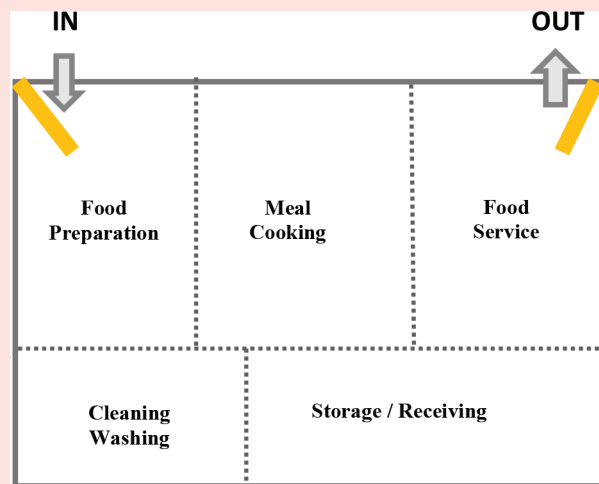 IN
OUT
Food
Preparation
Meal
Cooking
Food
Service
Cleaning
Washing
Storage / Receiving